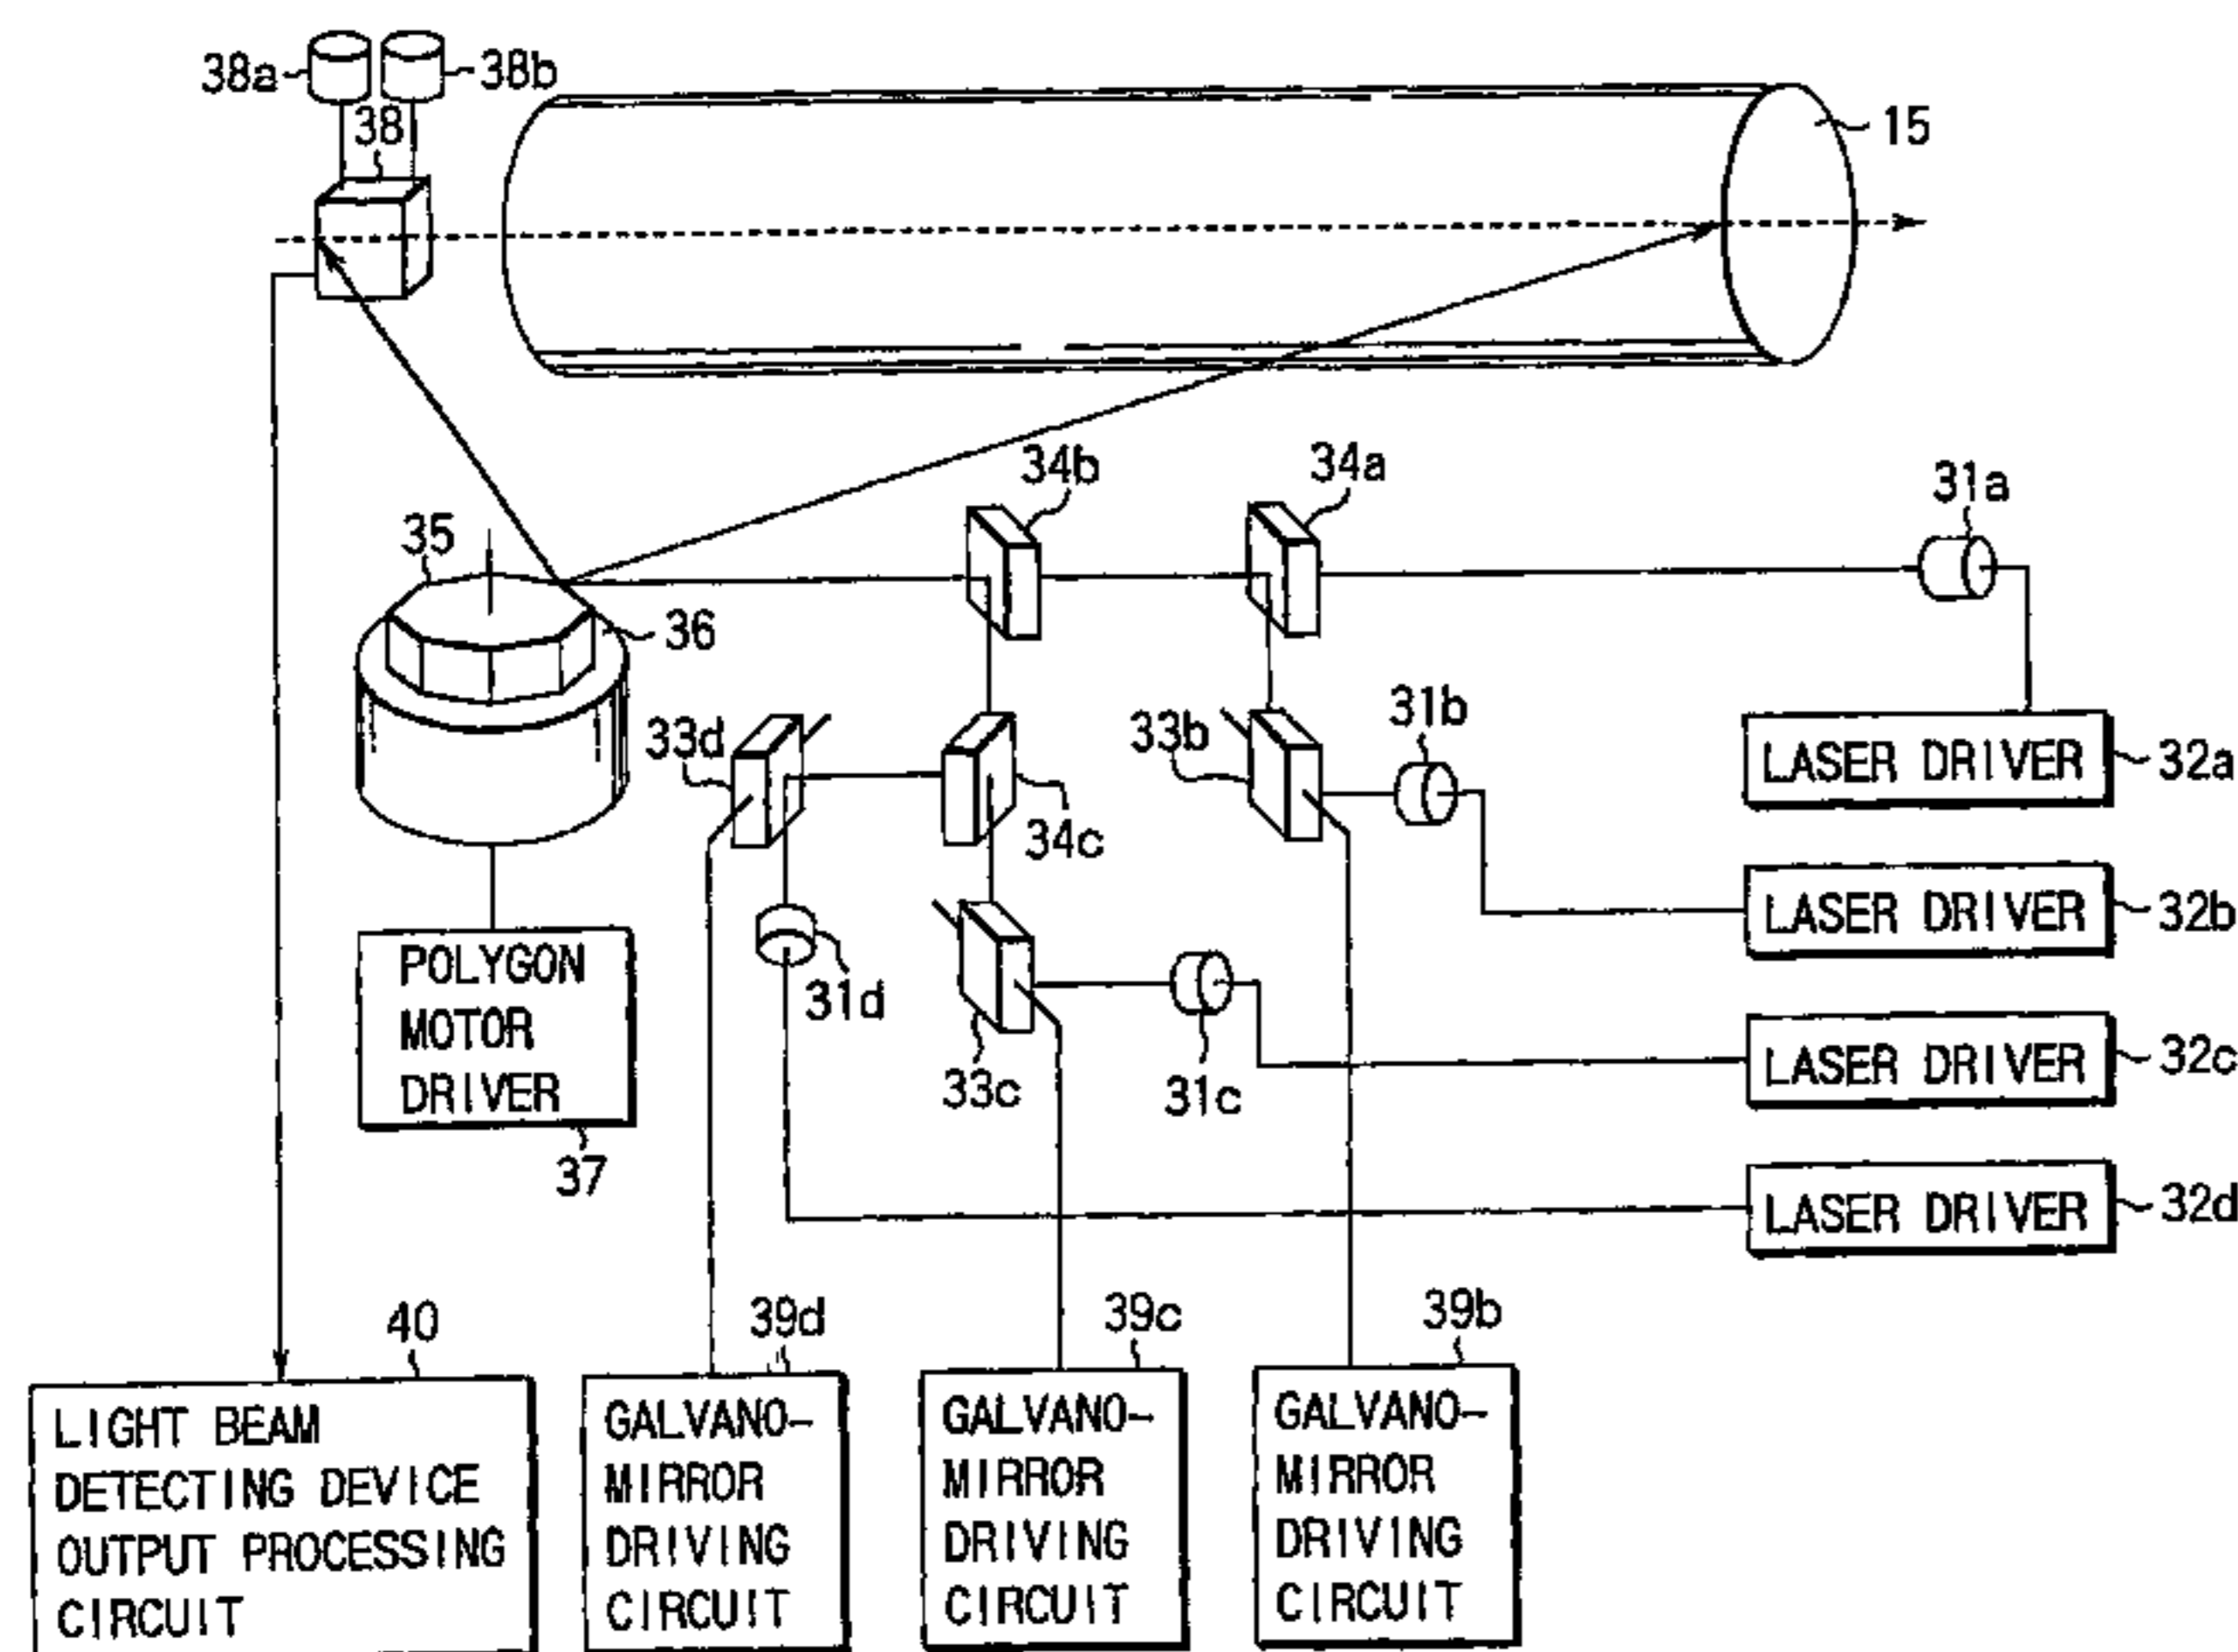 38a
38b
38
15
34b
34a
31a
35
36
33d
34c
33b
31b
LASER DRIVER
32a
LASER DRIVER
32b
POLYGON
MOTOR
DRIVER
37
31d
33c
31c
LASER DRIVER
32c
LASER DRIVER
32d
40
LIGHT BEAM
DETECTING DEVICE
OUTPUT PROCESSING
CIRCUIT
39d
GALVANO-
MIRROR
DRIVING
CIRCUIT
39c
GALVANO-
MIRROR
DRIVING
CIRCUIT
39b
GALVANO-
MIRROR
DRIVING
CIRCUIT